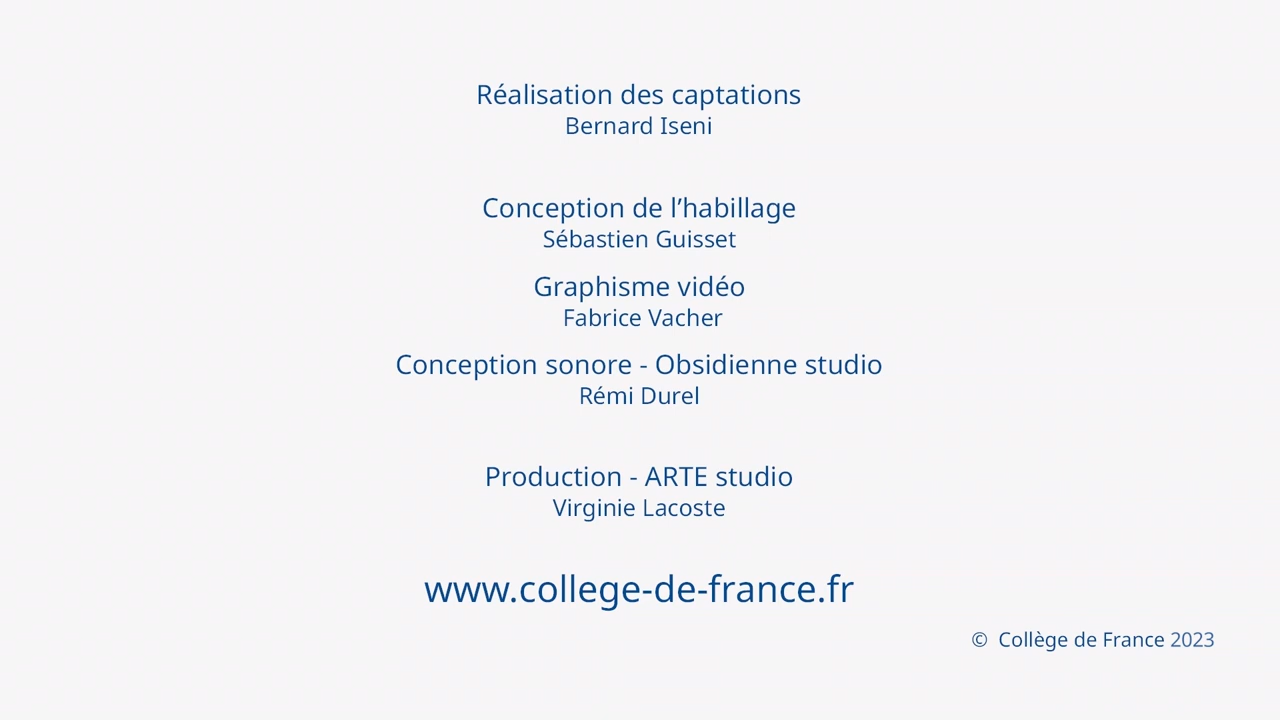 Réalisation des captations
Bernard Iseni
Conception de l’habillage
Sébastien Guisset
Graphisme vidéo
Fabrice Vacher
Conception sonore - Obsidienne studio
Rémi Durel
Production - ARTE studio
Virginie Lacoste
www.college-de-france.fr
© Collège de France 2023